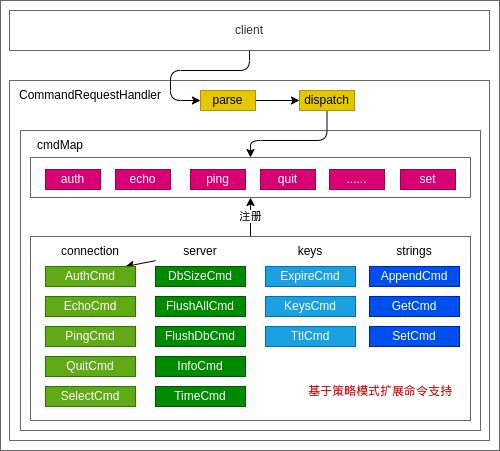 client
CommandRequestHandler
parse
dispatch
cmdMap
auth
echo
ping
quit
......
set
注册
connection
server
keys
strings
AuthCmd
DbSizeCmd
ExpireCmd
AppendCmd
EchoCmd
FlushAllCmd
KeysCmd
GetCmd
PingCmd
FlushDbCmd
TtlCmd
SetCmd
QuitCmd
InfoCmd
SelectCmd
TimeCmd
基于策略模式扩展命令支持